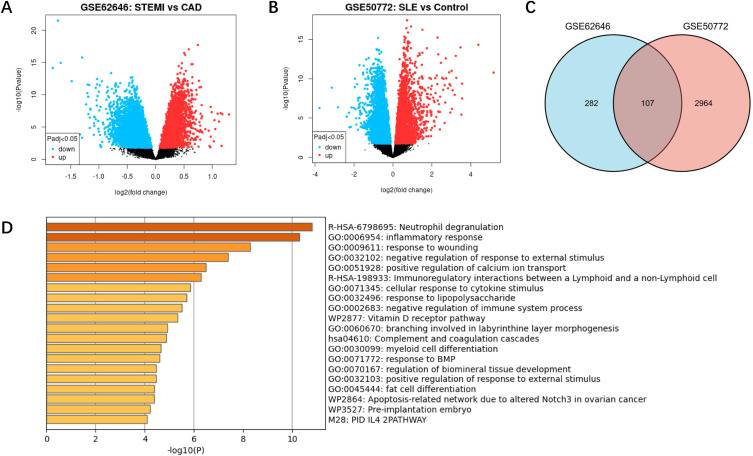 A
GSE62646: STEMI vs CAD
-log10(Pvalue)
20
15
10
5
0
Padj<0.05
down
up
-1.5
-1.0
-0.5
0.0
0.5
1.0
log2(fold change)
B
GSE50772: SLE vs Control
-log10(Pvalue)
15
10
5
0
Padj<0.05
down
up
-4
-2
0
2
4
log2(fold change)
C
GSE62646
GSE50772
282
107
2964
D
R-HSA-6798695: Neutrophil degranulation
GO:0006954: inflammatory response
GO:0009611: response to wounding
GO:0032102: negative regulation of response to external stimulus
GO:0051928: positive regulation of calcium ion transport
R-HSA-198933: Immunoregulatory interactions between a Lymphoid and a non-Lymphoid cell
GO:0071345: cellular response to cytokine stimulus
GO:0032496: response to lipopolysaccharide
GO:0002683: negative regulation of immune system process
WP2877: Vitamin D receptor pathway
GO:0060670: branching involved in labyrinthine layer morphogenesis
hsa04610: Complement and coagulation cascades
GO:0030099: myeloid cell differentiation
GO:0071772: response to BMP
GO:0070167: regulation of biomineral tissue development
GO:0032103: positive regulation of response to external stimulus
GO:0045444: fat cell differentiation
WP2864: Apoptosis-related network due to altered Notch3 in ovarian cancer
WP3527: Pre-implantation embryo
M28: PID IL4 2PATHWAY
0
2
4
6
8
10
-log10(P)